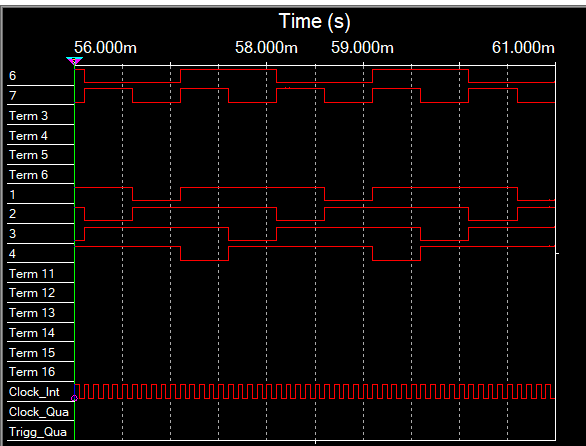 Time (s)
56.000m 58.000m 59.000m 61.000m
6
7
Term 3
Term 4
Term 5
Term 6
1
2
3
4
Term 11
Term 12
Term 13
Term 14
Term 15
Term 16
Clock_Int
Clock_Qua
Trigg_Qua